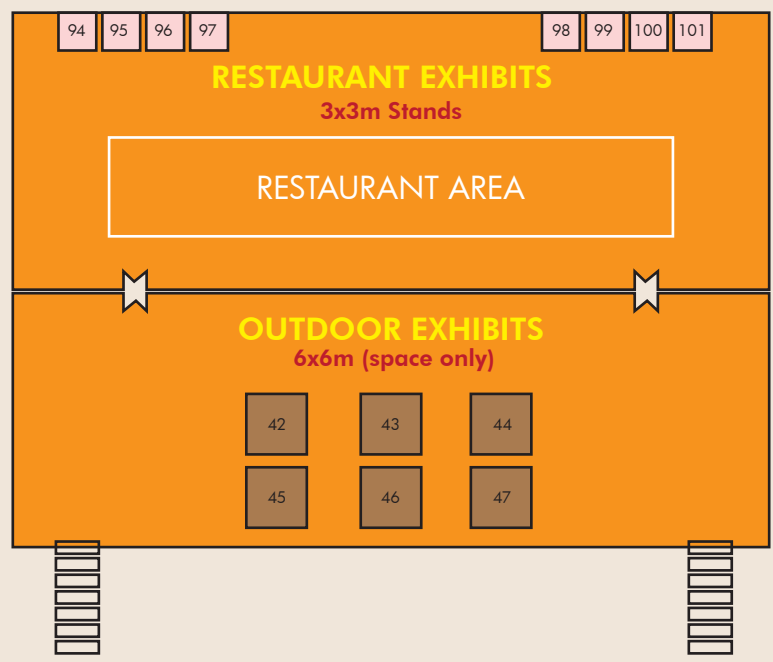 94 95 96 97 98 99 100 101
RESTAURANT EXHIBITS
3x3m Stands
RESTAURANT AREA
OUTDOOR EXHIBITS
6x6m (space only)
42 43 44
45 46 47